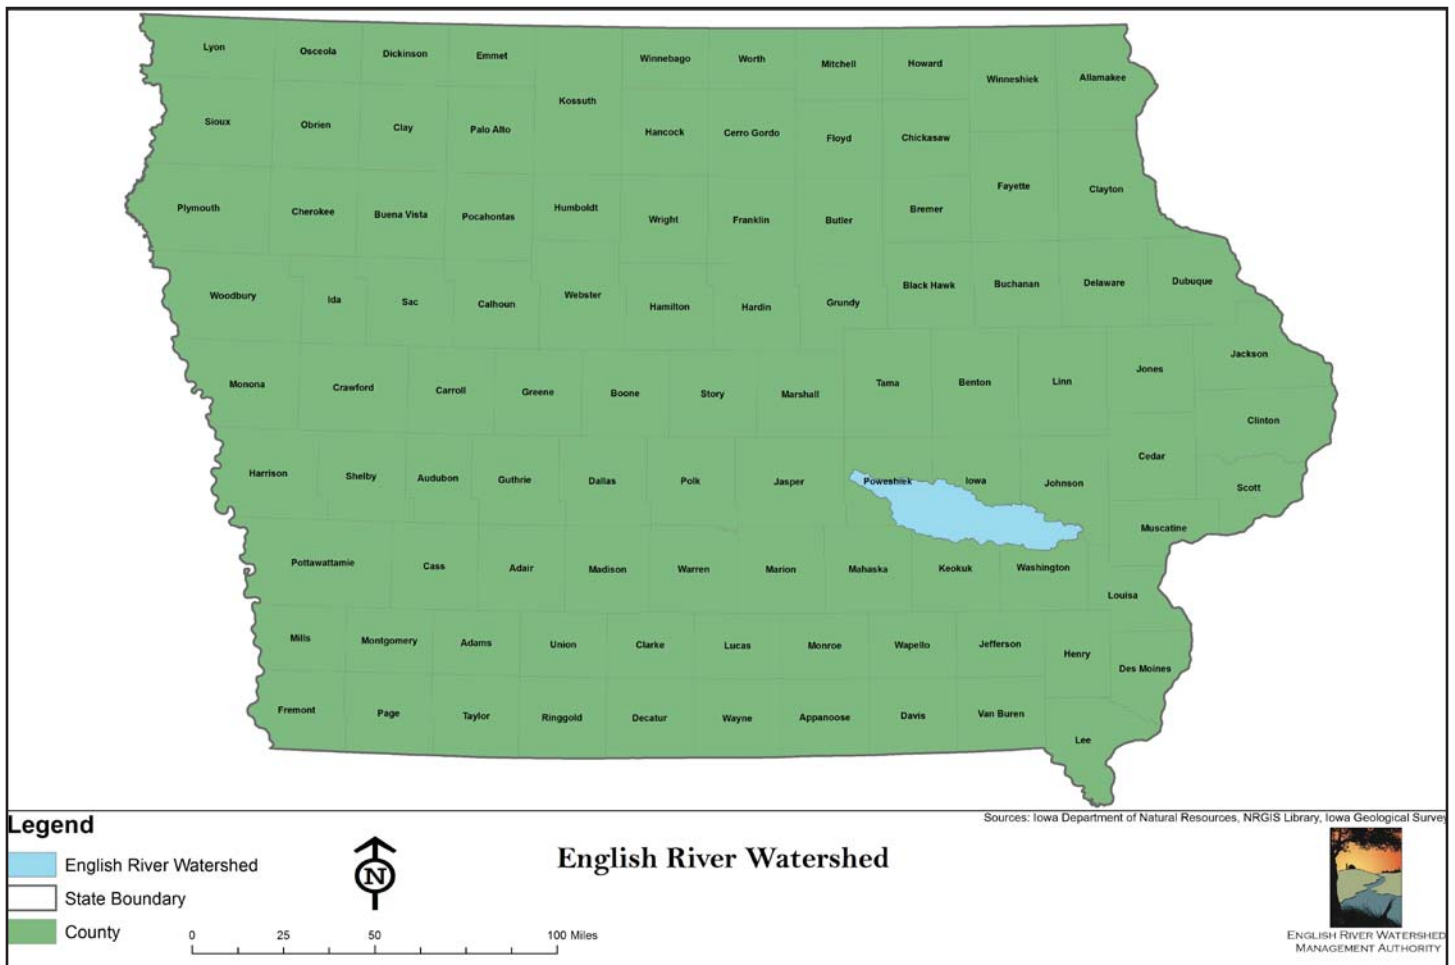 Lyon
Osceola
Dickinson
Emmet
Kossuth
Winnebago
Worth
Mitchell
Howard
Winneshiek
Allamakee
Sioux
Obrien
Clay
Palo Alto
Hancock
Cerro Gordo
Floyd
Chickasaw
Fayette
Clayton
Plymouth
Cherokee
Buena Vista
Pocahontas
Humboldt
Wright
Franklin
Butler
Bremer
Woodbury
Ida
Sac
Calhoun
Webster
Hamilton
Hardin
Grundy
Black Hawk
Buchanan
Delaware
Dubuque
Monona
Crawford
Carroll
Greene
Boone
Story
Marshall
Tama
Benton
Linn
Jones
Jackson
Clinton
Harrison
Shelby
Audubon
Guthrie
Dallas
Polk
Jasper
Poweshiek
Iowa
Johnson
Cedar
Scott
Muscatine
Pottawattamie
Cass
Adair
Madison
Warren
Marion
Mahaska
Keokuk
Washington
Louisa
Mills
Montgomery
Adams
Union
Clarke
Lucas
Monroe
Wapello
Jefferson
Henry
Des Moines
Fremont
Page
Taylor
Ringgold
Decatur
Wayne
Appanoose
Davis
Van Buren
Lee
Sources: Iowa Department of Natural Resources, NRGIS Library, Iowa Geological Survey
Legend
English River Watershed
State Boundary
County
N
0 25 50 100 Miles
English River Watershed
ENGLISH RIVER WATERSHED
MANAGEMENT AUTHORITY